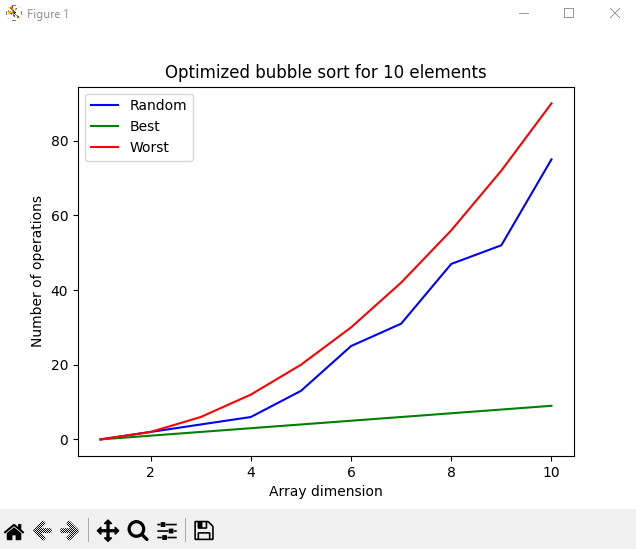 Figure 1
Optimized bubble sort for 10 elements
Random
Best
Worst
80
60
40
20
0
Number of operations
2 4 6 8 10
Array dimension